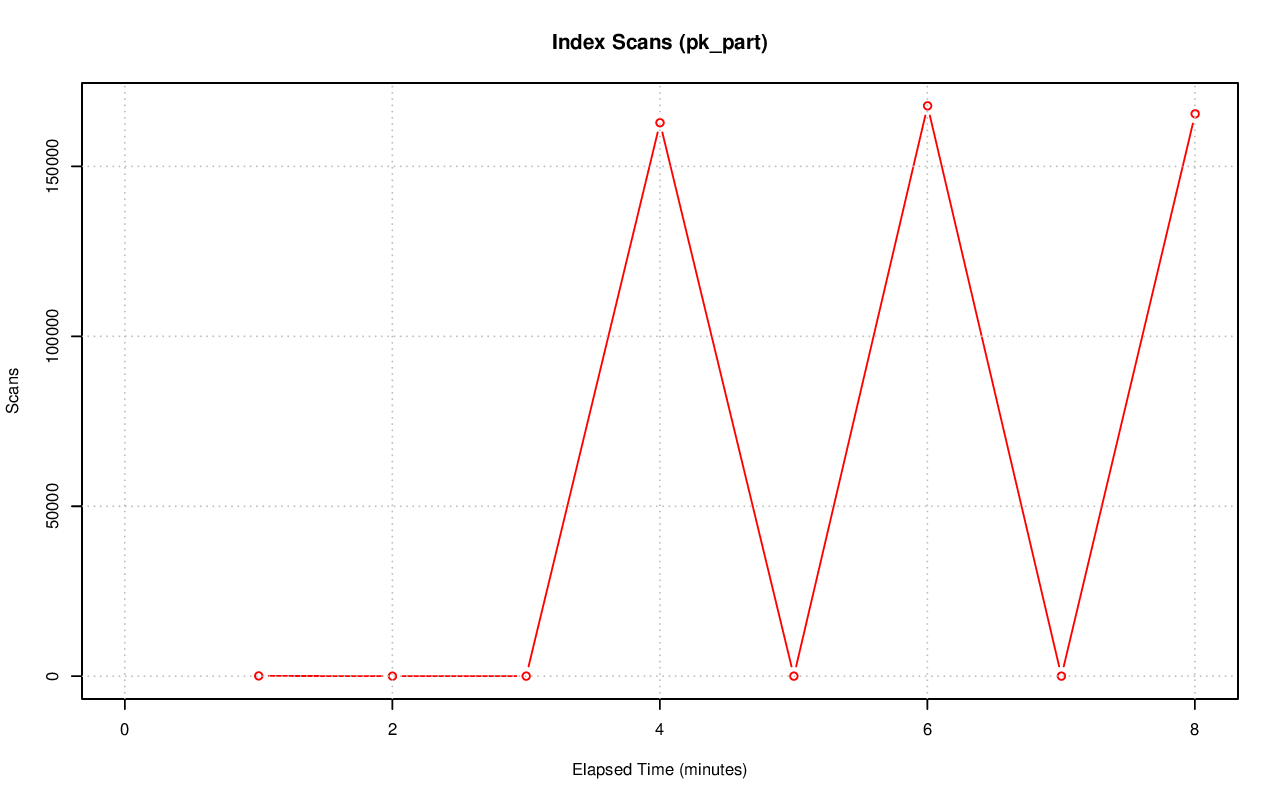 Index Scans (pk_part)
Scans
150000
100000
50000
0
0 2 4 6 8
Elapsed Time (minutes)